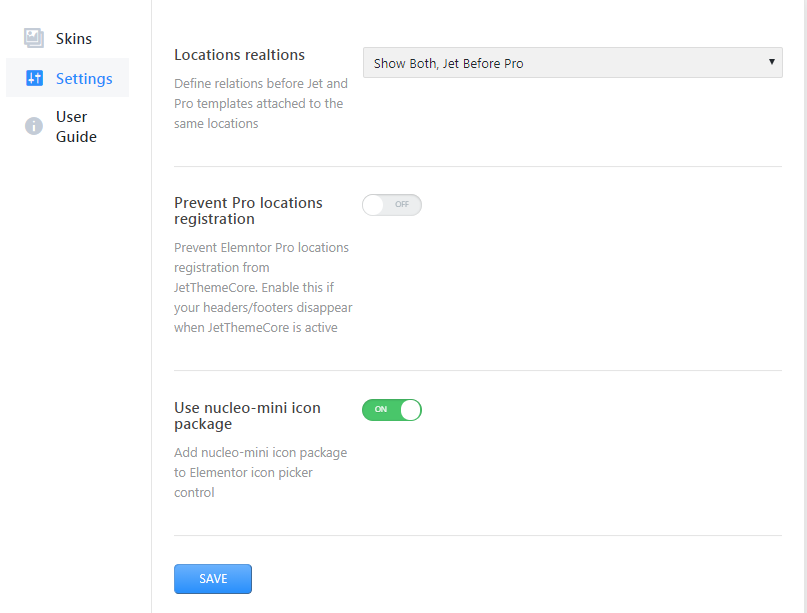 Skins
Settings
User
Guide
Locations realtions
Define relations before Jet and
Pro templates attached to the
same locations
Show Both, Jet Before Pro
Prevent Pro locations
registration
Prevent Elemntor Pro locations
registration from
JetThemeCore. Enable this if
your headers/footers disappear
when JetThemeCore is active
OFF
Use nucleo-mini icon
package
Add nucleo-mini icon package
to Elementor icon picker
control
ON
SAVE